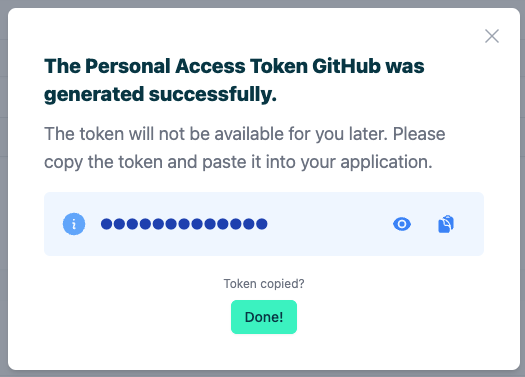 The Personal Access Token GitHub was
generated successfully.
The token will not be available for you later. Please
copy the token and paste it into your application.
●●●●●●●●●●●●●
Token copied?
Done!